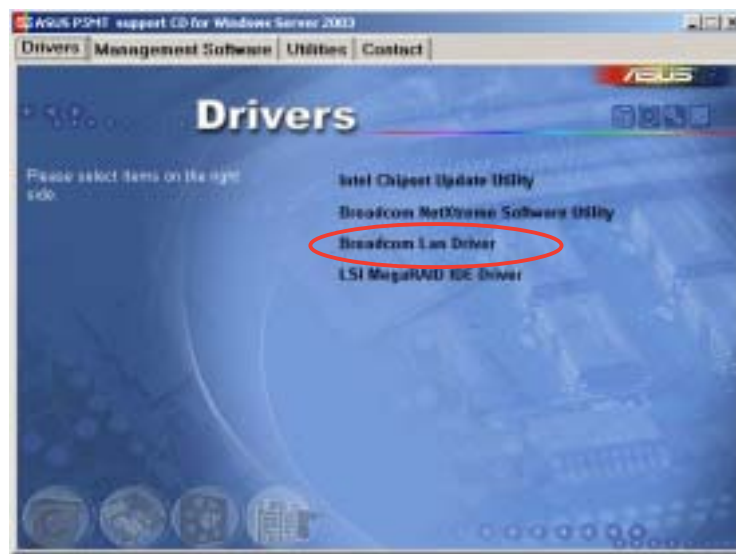 ASUS PSMT support CD for Windows Server 2003
Drivers Management Software Utilities Contact
ASUS
Drivers
Please select items on the right side.
Intel Chipset Update Utility
Broadcom NetXtreme Software Utility
Broadcom Lan Driver
LSI MegaRAID IDE Driver